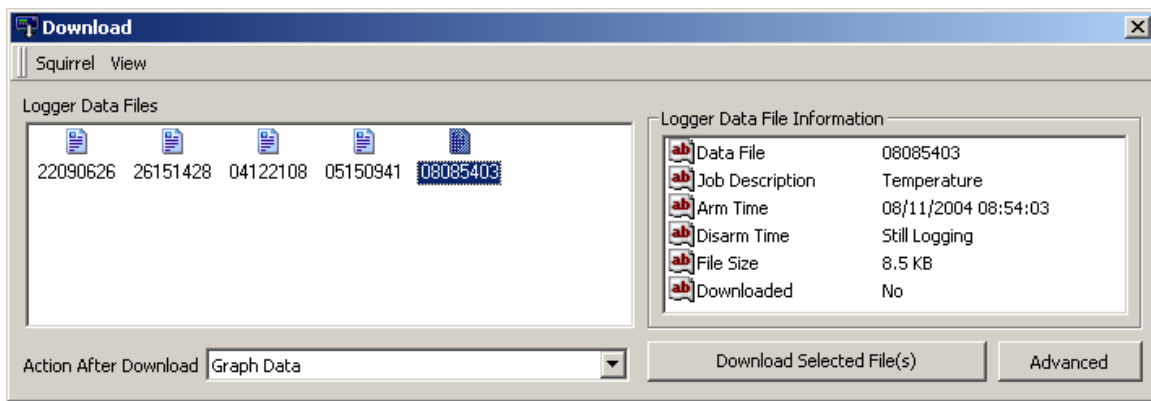 Download
Squirrel View
Logger Data Files
22090626 26151428 04122108 05150941 08085403
Logger Data File Information
Data File 08085403
Job Description Temperature
Arm Time 08/11/2004 08:54:03
Disarm Time Still Logging
File Size 8.5 KB
Downloaded No
Action After Download Graph Data
Download Selected File(s) Advanced